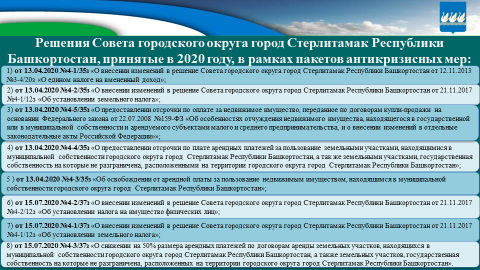 Решения Совета городского округа город Стерлитамак Республики
Башкортостан, принятые в 2020 году, в рамках пакетов антикризисных мер:
1) от 13.04.2020 №4-1/35з «О внесении изменений в решение Совета городского округа город Стерлитамак Республики Башкортостан от 12.11.2013
№3-4/20з «О едином налоге на вмененный доход»;
2) от 13.04.2020 №4-2/35з «О внесении изменений в решение Совета городского округа город Стерлитамак Республики Башкортостан от 21.11.2017
№4-1/12з «Об установлении земельного налога»;
3) от 13.04.2020 №4-5/35з «О предоставлении отсрочки по оплате за недвижимое имущество, переданное по договорам купли-продажи на
основании Федерального закона от 22.07.2008 №159-ФЗ «Об особенностях отчуждения недвижимого имущества, находящегося в государственной
или в муниципальной собственности и арендуемого субъектами малого и среднего предпринимательства, и о внесении изменений в отдельные
законодательные акты Российской Федерации»;
4) от 13.04.2020 №4-4/35з «О предоставлении отсрочки по плате арендных платежей за пользование земельными участками, находящимися в
муниципальной собственности городского округа город Стерлитамак Республики Башкортостан, а также земельными участками, государственная
собственность на которые не разграничена, расположенными на территории городского округа город Стерлитамак Республики Башкортостан»;
5 ) от 13.04.2020 №4-3/35з «Об освобождении от арендной платы за пользование недвижимым имуществом, находящимся в муниципальной
собственности городского округа город Стерлитамак Республики Башкортостан»;
6) от 15.07.2020 №4-2/37з «О внесении изменений в решение Совета городского округа город Стерлитамак Республики Башкортостан от 21.11.2017
№4-2/12з «Об установлении налога на имущество физических лиц»;
7) от 15.07.2020 №4-1/37з «О внесении изменений в решение Совета городского округа город Стерлитамак Республики Башкортостан от 21.11.2017
№4-1/12з «Об установлении земельного налога»;
8) от 15.07.2020 №4-3/37з «О снижении на 50% размера арендных платежей по договорам аренды земельных участков, находящихся в
муниципальной собственности городского округа город Стерлитамак Республики Башкортостан, а также земельных участков, государственная
собственность на которые не разграничена, расположенных на территории городского округа город Стерлитамак Республики Башкортостан»